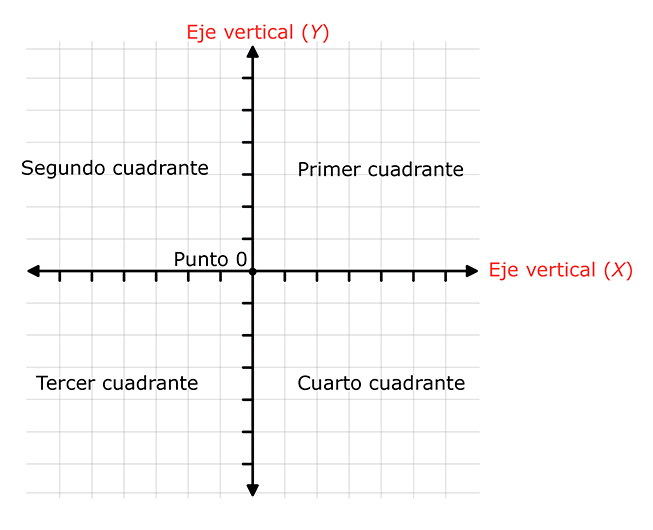 Eje vertical (Y)
Segundo cuadrante
Primer cuadrante
Punto 0
Eje vertical (X)
Tercer cuadrante
Cuarto cuadrante